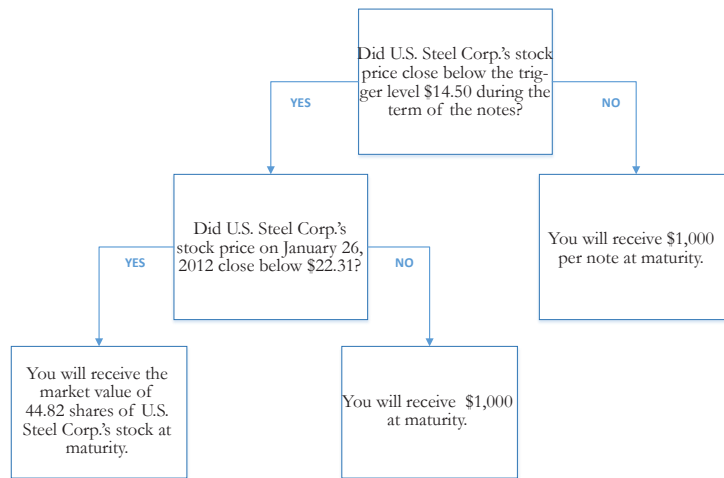 Did U.S. Steel Corp.'s stock
price close below the trig-
ger level $14.50 during the
term of the notes?
YES
NO
Did U.S. Steel Corp.'s
stock price on January 26,
2012 close below $22.31?
You will receive $1,000
per note at maturity.
YES
NO
You will receive the
market value of
44.82 shares of U.S.
Steel Corp.'s stock at
maturity.
You will receive $1,000
at maturity.